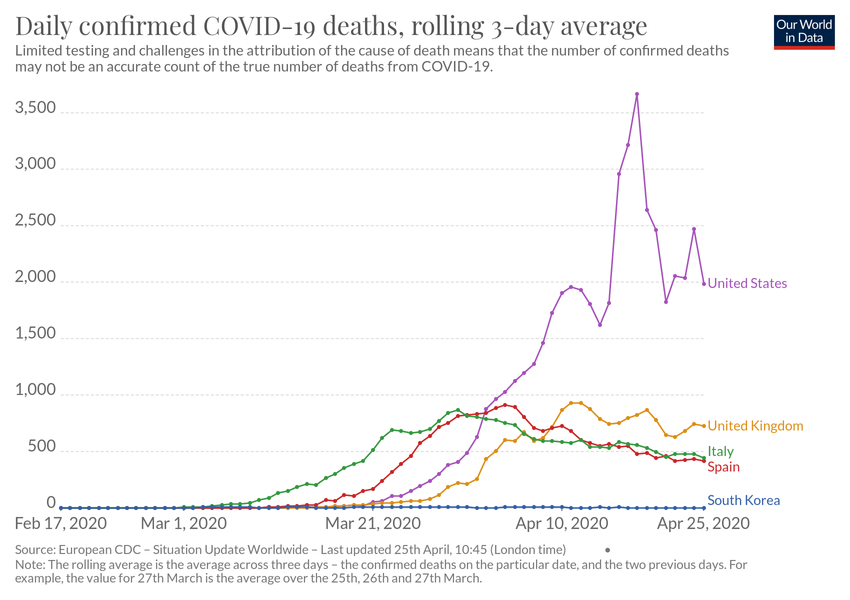 Daily confirmed COVID-19 deaths, rolling 3-day average
Our World
in Data
Limited testing and challenges in the attribution of the cause of death means that the number of confirmed deaths
may not be an accurate count of the true number of deaths from COVID-19.
3,500
3,000
2,500
2,000
United States
1,500
1,000
United Kingdom
500
Italy
Spain
South Korea
0
Feb 17, 2020
Mar 1, 2020
Mar 21, 2020
Apr 10, 2020
Apr 25, 2020
Source: European CDC – Situation Update Worldwide – Last updated 25th April, 10:45 (London time)
Note: The rolling average is the average across three days – the confirmed deaths on the particular date, and the two previous days. For
example, the value for 27th March is the average over the 25th, 26th and 27th March.